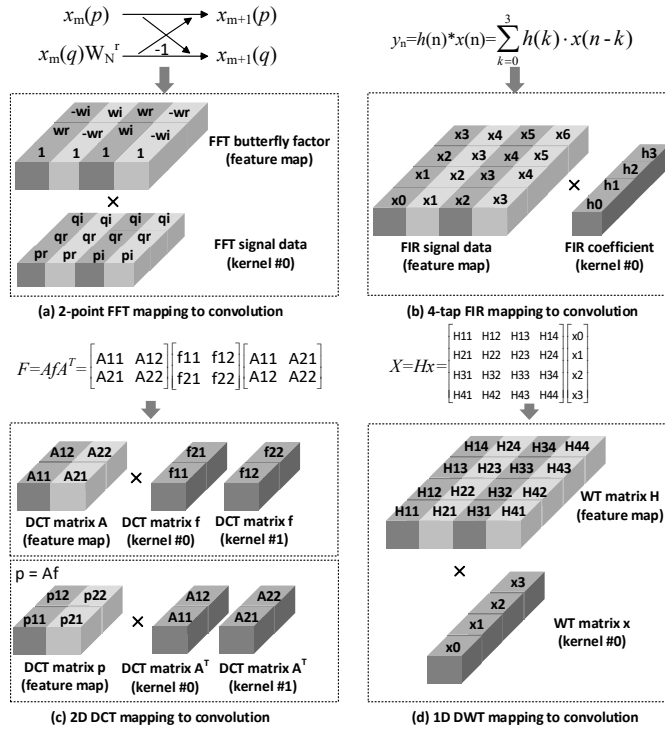 xₘ(p) xₘ₊₁(p)
xₘ(q)W_N^r -1 xₘ₊₁(q)
-wi wi wr -wr
wr -wr wi -wi
1 1 1 1
FFT butterfly factor
(feature map)
×
qi qi qi qi
qr qr qr qr
pr pr pi pi
FFT signal data
(kernel #0)
(a) 2-point FFT mapping to convolution
yₙ=h(n)*x(n)=∑_{k=0}^{3} h(k)·x(n-k)
x3 x4 x5 x6
x2 x3 x4 x5
x1 x2 x3 x4
x0 x1 x2 x3
×
h3
h2
h1
h0
FIR signal data
(feature map)
FIR coefficient
(kernel #0)
(b) 4-tap FIR mapping to convolution
F=AfAᵀ= A11 A12 f11 f12 A11 A21
A21 A22 f21 f22 A12 A22
A12 A22
A11 A21
×
f21
f11
f22
f12
DCT matrix A
(feature map)
DCT matrix f
(kernel #0)
DCT matrix f
(kernel #1)
p = Af
p12 p22
p11 p21
×
A12
A11
A22
A21
DCT matrix p
(feature map)
DCT matrix Aᵀ
(kernel #0)
DCT matrix Aᵀ
(kernel #1)
(c) 2D DCT mapping to convolution
X=Hx= H11 H12 H13 H14 x0
H21 H22 H23 H24 x1
H31 H32 H33 H34 x2
H41 H42 H43 H44 x3
H14 H24 H34 H44
H13 H23 H33 H43
H12 H22 H32 H42
H11 H21 H31 H41
WT matrix H
(feature map)
×
x3
x2
x1
x0
WT matrix x
(kernel #0)
(d) 1D DWT mapping to convolution